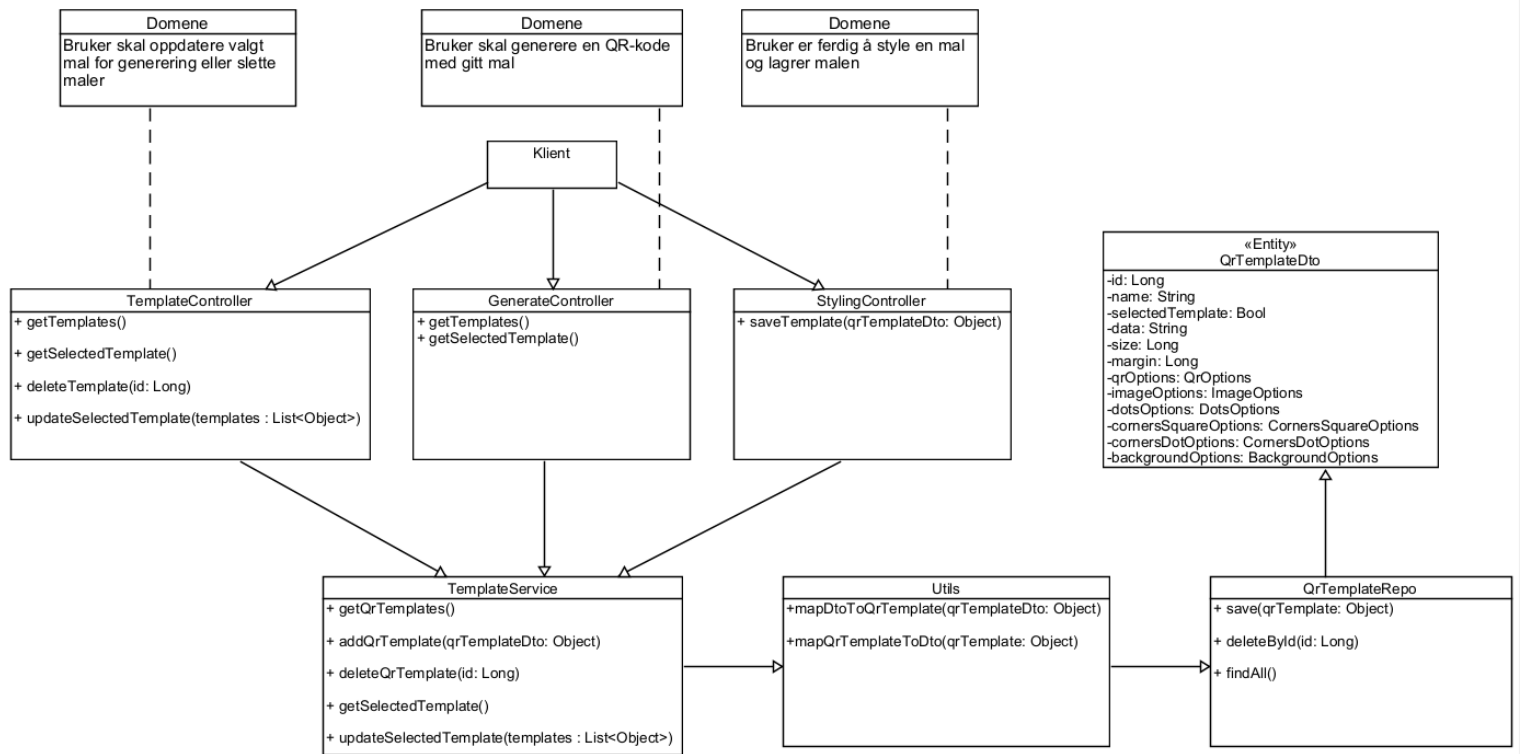 Domene
Bruker skal oppdatere valgt
mal for generering eller slette
maler
Domene
Bruker skal generere en QR-kode
med gitt mal
Domene
Bruker er ferdig å style en mal
og lagrer malen
Klient
TemplateController
+ getTemplates()
+ getSelectedTemplate()
+ deleteTemplate(id: Long)
+ updateSelectedTemplate(templates : List<Object>)
GenerateController
+ getTemplates()
+ getSelectedTemplate()
StylingController
+ saveTemplate(qrTemplateDto: Object)
«Entity»
QrTemplateDto
-id: Long
-name: String
-selectedTemplate: Bool
-data: String
-size: Long
-margin: Long
-qrOptions: QrOptions
-imageOptions: ImageOptions
-dotsOptions: DotsOptions
-cornersSquareOptions: CornersSquareOptions
-cornersDotOptions: CornersDotOptions
-backgroundOptions: BackgroundOptions
TemplateService
+ getQrTemplates()
+ addQrTemplate(qrTemplateDto: Object)
+ deleteQrTemplate(id: Long)
+ getSelectedTemplate()
+ updateSelectedTemplate(templates : List<Object>)
Utils
+mapDtoToQrTemplate(qrTemplateDto: Object)
+mapQrTemplateToDto(qrTemplate: Object)
QrTemplateRepo
+ save(qrTemplate: Object)
+ deleteById(id: Long)
+ findAll()